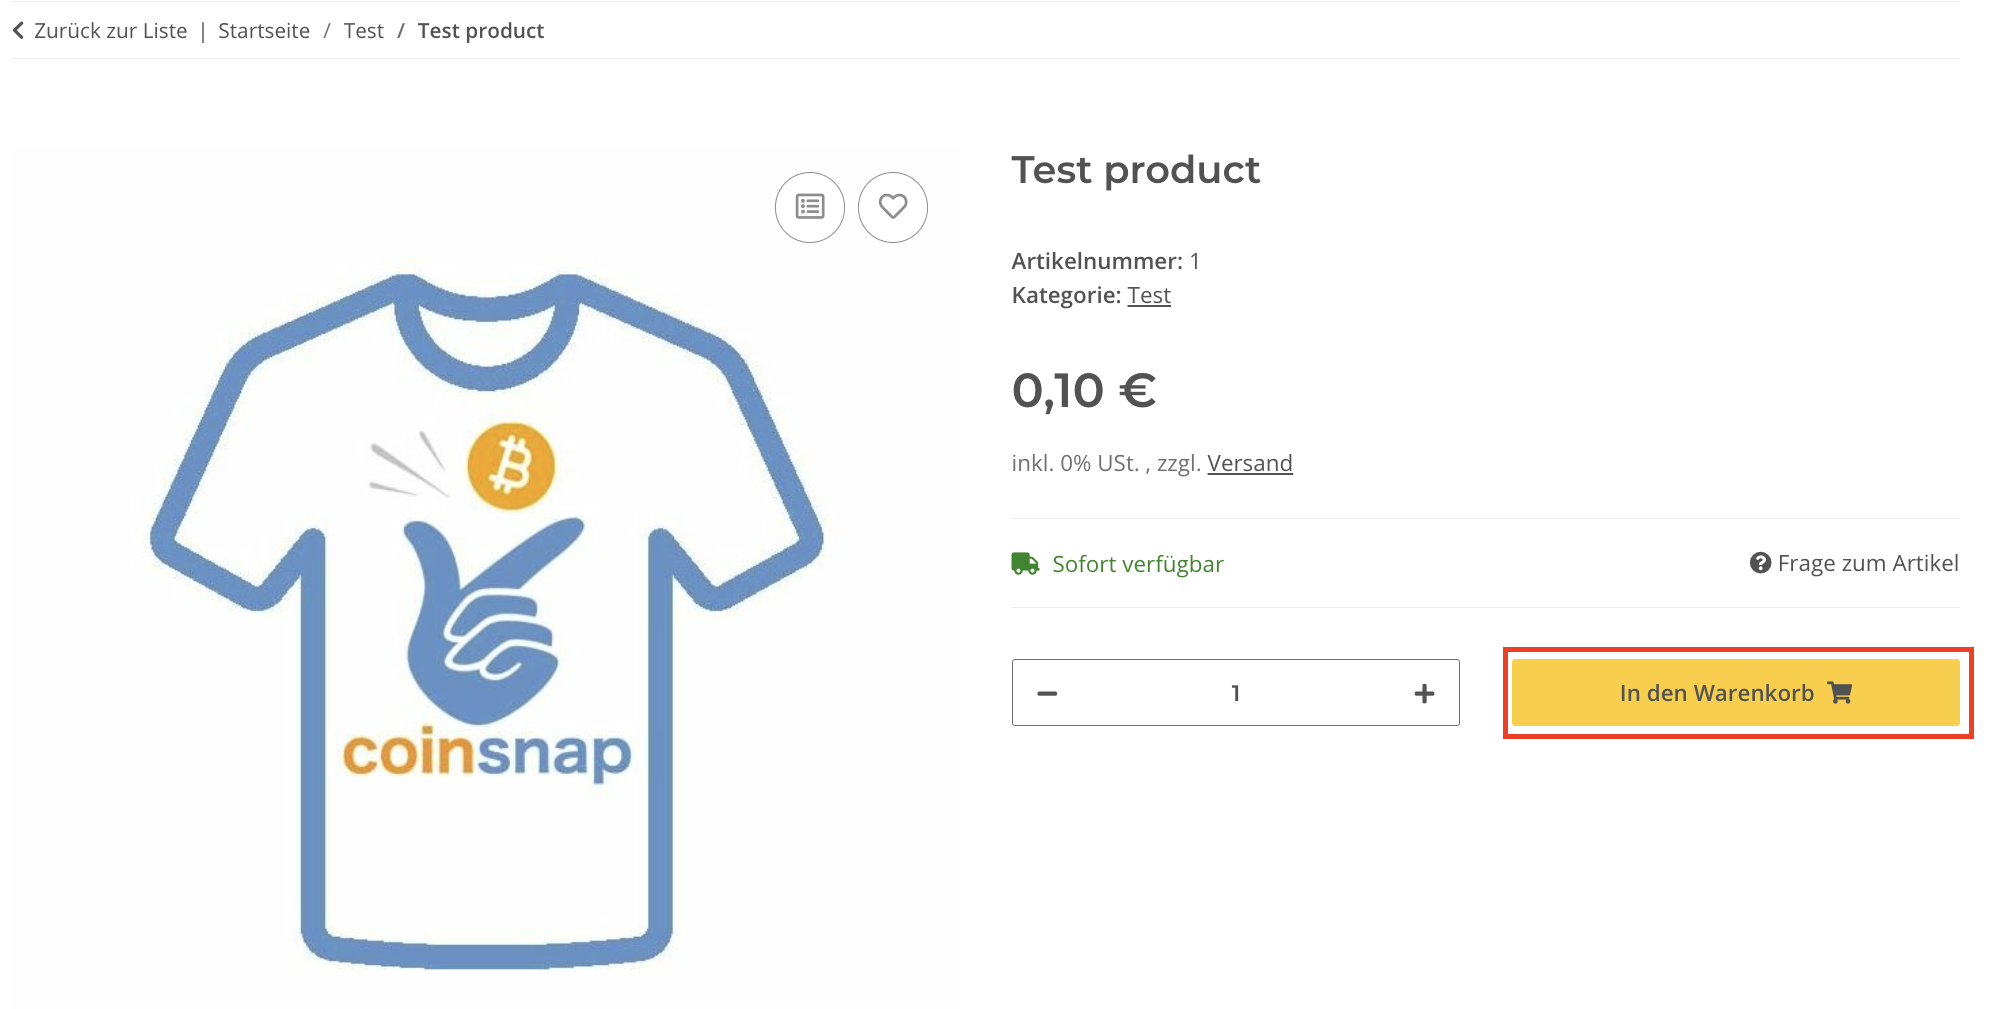 Zurück zur Liste | Startseite / Test / Test product
Test product
Artikelnummer: 1
Kategorie: Test
0,10 €
inkl. 0% USt. , zzgl. Versand
Sofort verfügbar
Frage zum Artikel
1
In den Warenkorb
coinsnap